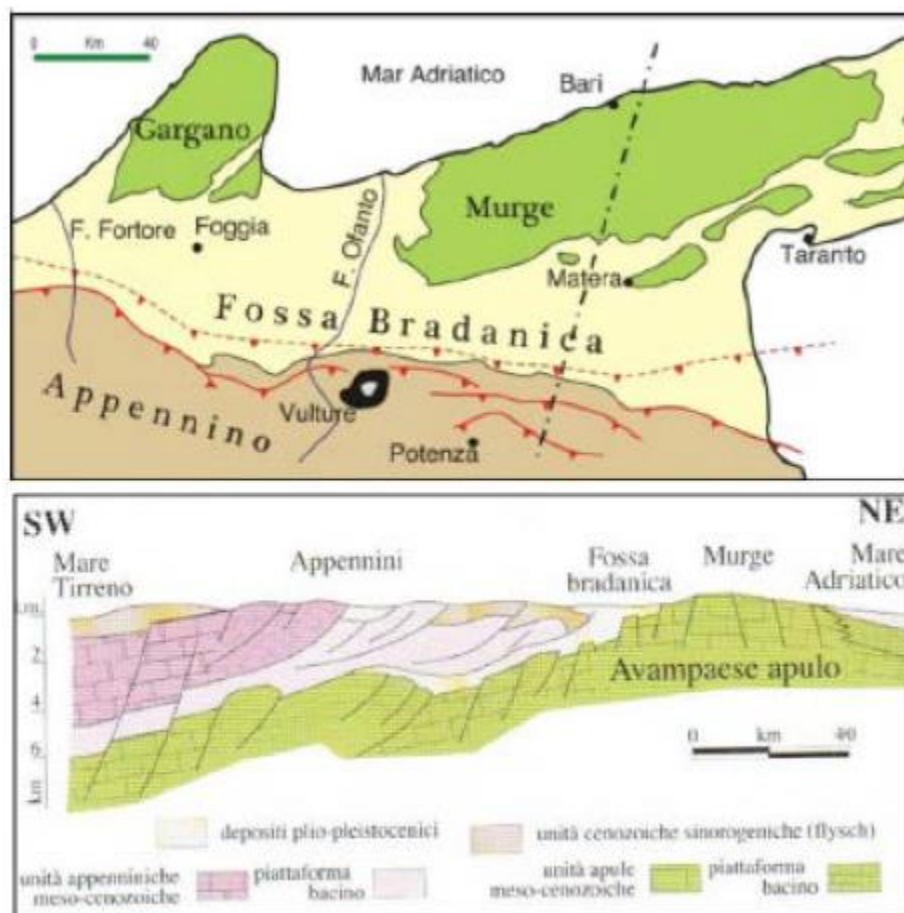 0 Km 40
Mar Adriatico
Bari
Gargano
Murge
F. Fortore
Foggia
F. Ofanto
Matera
Taranto
Fossa Bradanica
Appennino
Vulture
Potenza
SW
NE
Mare
Tirreno
Appennini
Fossa
bradanica
Murge
Mare
Adriatico
km
2
4
6
km
Avampaese apulo
0 km 40
depositi plio-pleistocenici
unità cenozoiche sinorogeniche (flysch)
unità appenniniche
meso-cenozoiche
piattaforma
bacino
unità apule
meso-cenozoiche
piattaforma
bacino